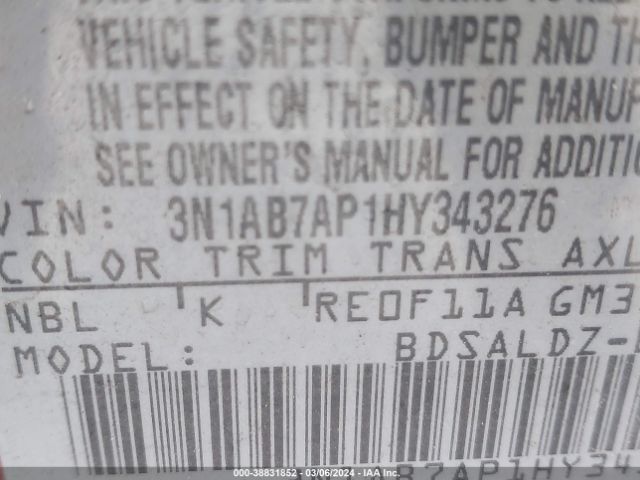 VEHICLE SAFETY, BUMPER AND TH
IN EFFECT ON THE DATE OF MANUF
SEE OWNER'S MANUAL FOR ADDITIO
VIN: 3N1AB7AP1HY343276
COLOR TRIM TRANS AXL
NBL K RE0F11A GM3
MODEL: BDSALDZ-
B7AP1HY34
000-38831852 / 03/06/2024 - IAA Inc.